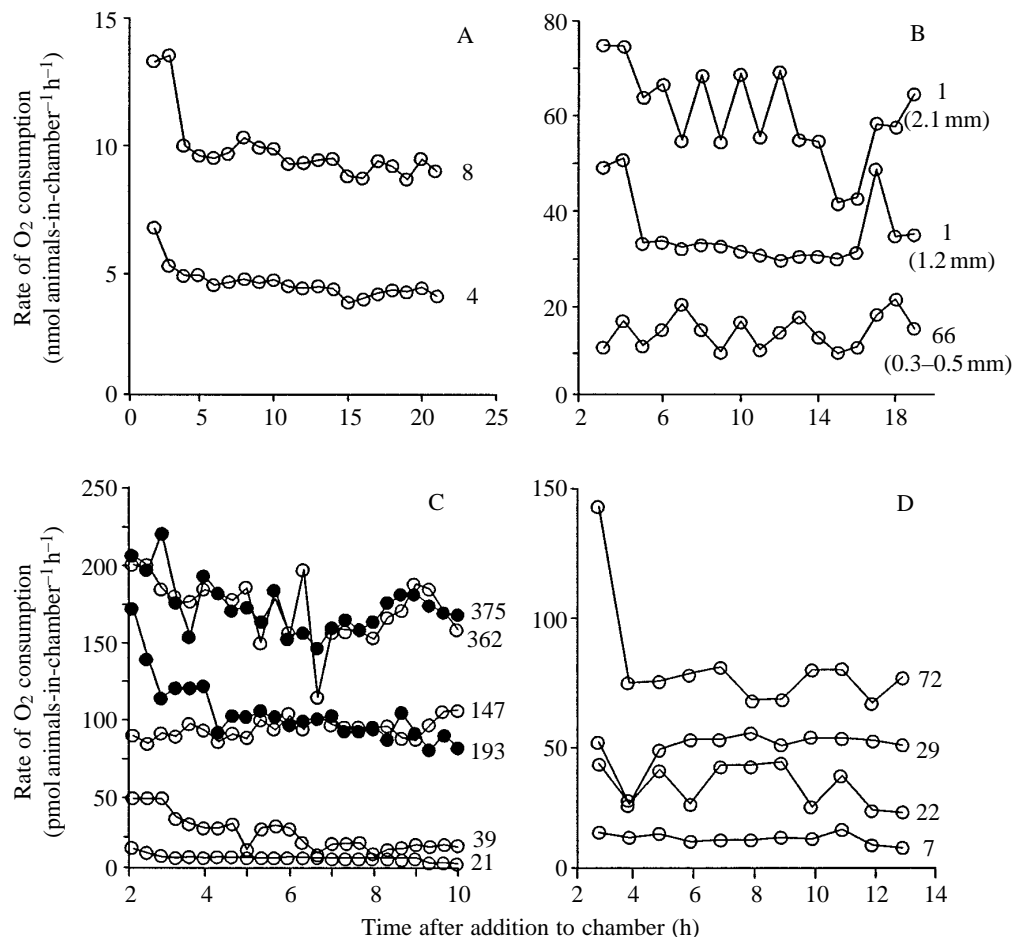 Rate of O2 consumption
(nmol animals-in-chamber−1 h−1)
A
15
10
5
0
8
4
0 5 10 15 20 25
B
80
60
40
20
0
1
(2.1 mm)
1
(1.2 mm)
66
(0.3–0.5 mm)
2 6 10 14 18
Rate of O2 consumption
(pmol animals-in-chamber−1 h−1)
C
250
200
150
100
50
0
375
362
147
193
39
21
2 4 6 8 10
D
150
100
50
0
72
29
22
7
2 4 6 8 10 12 14
Time after addition to chamber (h)